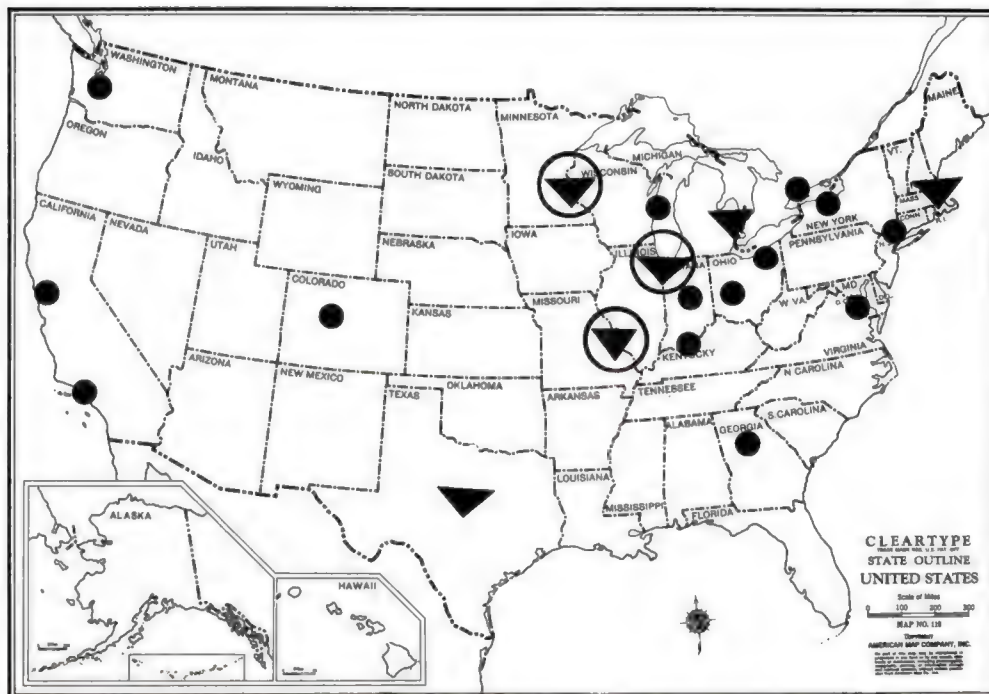 WASHINGTON
MONTANA
NORTH DAKOTA
MINNESOTA
MAINE
OREGON
VT.
MICHIGAN
IDAHO
WISCONSIN
SOUTH DAKOTA
WYOMING
MASS
CALIFORNIA
NEVADA
NEW YORK
CONN
R.I.
IOWA
UTAH
NEBRASKA
PENNSYLVANIA
ILLINOIS
OHIO
COLORADO
MD
MISSOURI
W VA.
KANSAS
VIRGINIA
KENTUCKY
ARIZONA
NEW MEXICO
N CAROLINA
TEXAS
OKLAHOMA
ARKANSAS
TENNESSEE
S CAROLINA
ALABAMA
GEORGIA
LOUISIANA
MISSISSIPPI
FLORIDA
ALASKA
HAWAII
CLEARTYPE
STATE OUTLINE
UNITED STATES
Scale of Miles
0 100 200 300
MAP NO. 110
COPYRIGHT
AMERICAN MAP COMPANY, INC.